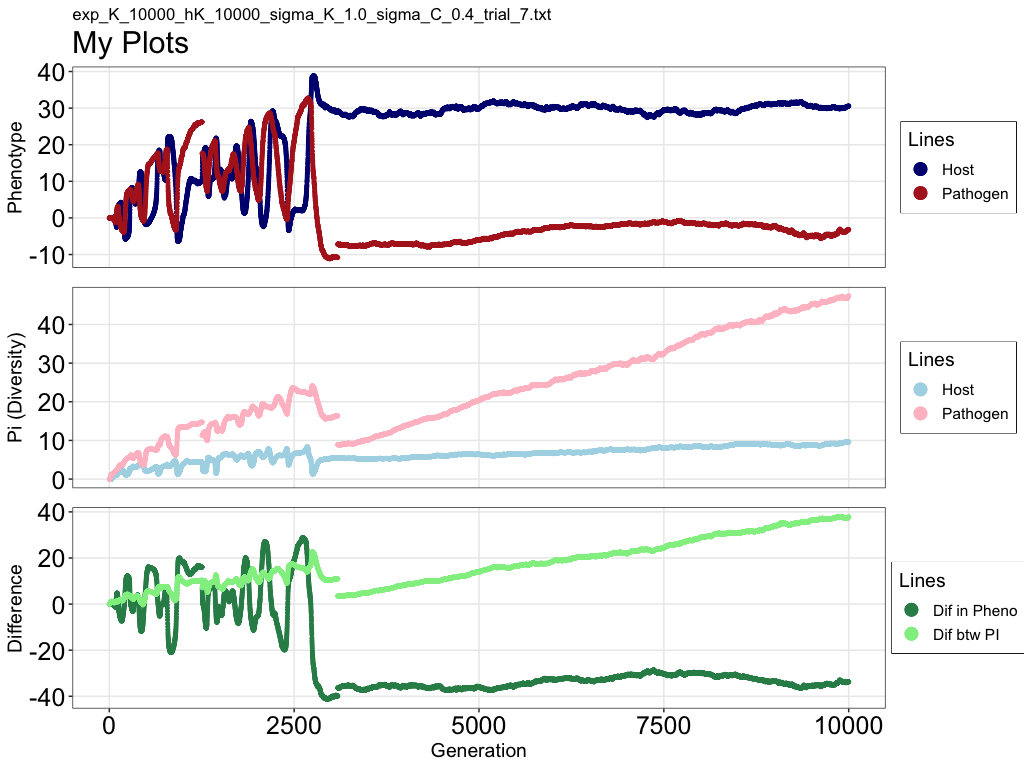 exp_K_10000_hK_10000_sigma_K_1.0_sigma_C_0.4_trial_7.txt
My Plots
40
30
20
10
0
-10
Phenotype
Lines
Host
Pathogen
40
30
20
10
0
Pi (Diversity)
Lines
Host
Pathogen
40
20
0
-20
-40
Difference
Lines
Dif in Pheno
Dif btw PI
0 2500 5000 7500 10000
Generation